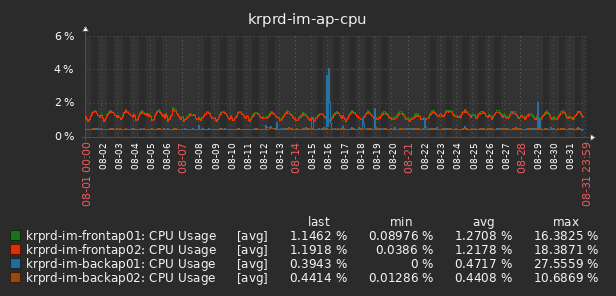 krprd-im-ap-cpu
6 %
4 %
2 %
0 %
08-01 00:00 08-02 08-03 08-04 08-05 08-06 08-07 08-08 08-09 08-10 08-11 08-12 08-13 08-14 08-15 08-16 08-17 08-18 08-19 08-20 08-21 08-22 08-23 08-24 08-25 08-26 08-27 08-28 08-29 08-30 08-31 08-31 23:59
last min avg max
krprd-im-frontap01: CPU Usage [avg] 1.1462 % 0.08976 % 1.2708 % 16.3825 %
krprd-im-frontap02: CPU Usage [avg] 1.1918 % 0.0386 % 1.2178 % 18.3871 %
krprd-im-backap01: CPU Usage [avg] 0.3943 % 0 % 0.4717 % 27.5559 %
krprd-im-backap02: CPU Usage [avg] 0.4414 % 0.01286 % 0.4408 % 10.6869 %